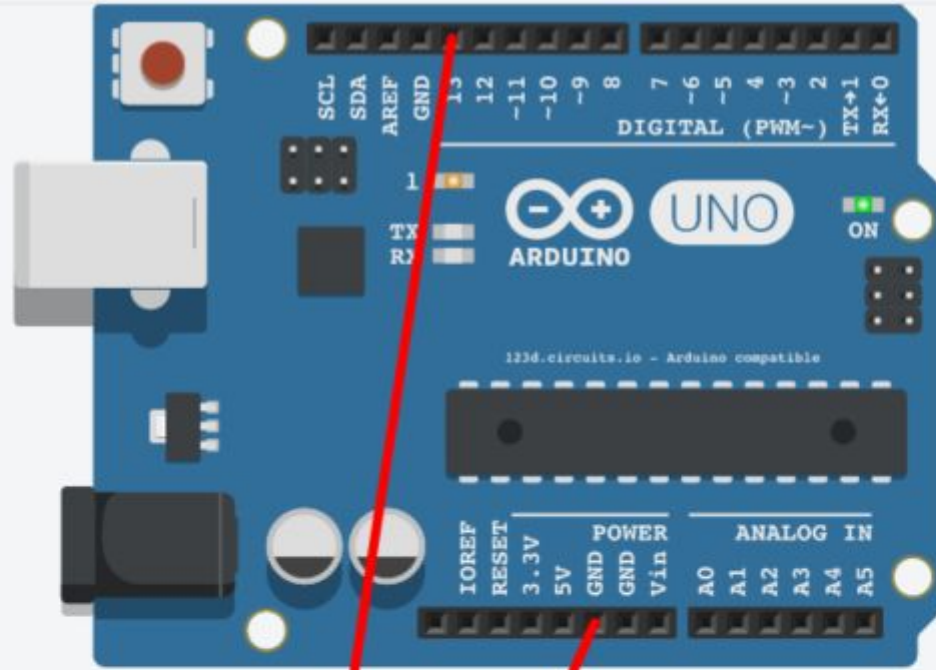 SCL SDA AREF GND 13 12 ~11 ~10 ~9 8 7 ~6 ~5 4 ~3 2 TX→1 RX←0
DIGITAL (PWM~)
1
TX
RX
ARDUINO
UNO
ON
123d.circuits.io - Arduino compatible
POWER
ANALOG IN
IOREF RESET 3.3V 5V GND GND Vin A0 A1 A2 A3 A4 A5